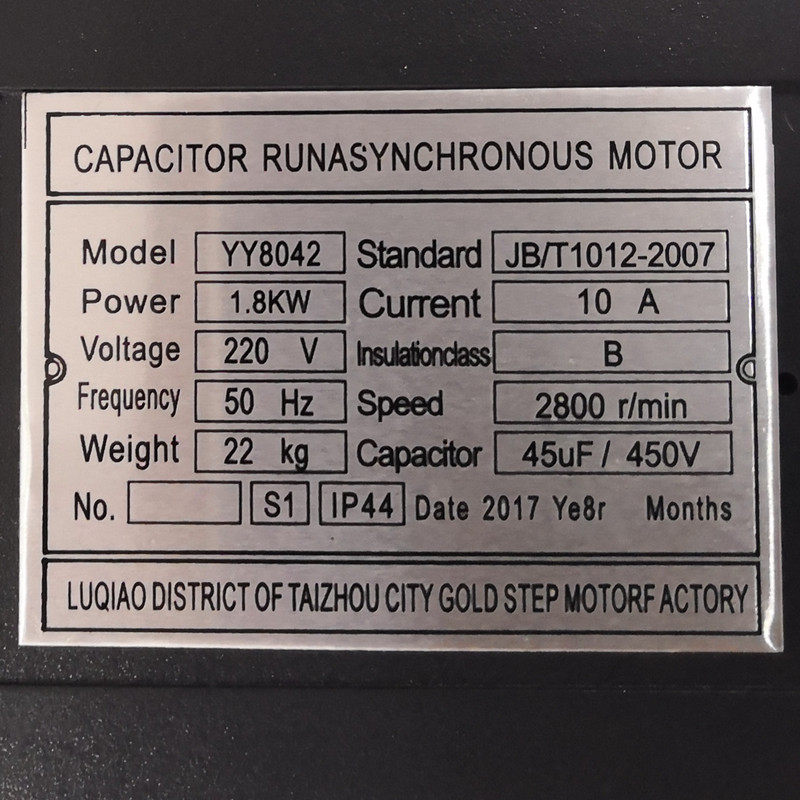 CAPACITOR RUNASYNCHRONOUS MOTOR
Model YY8042 Standard JB/T1012-2007
Power 1.8KW Current 10 A
Voltage 220 V Insulationclass B
Frequency 50 Hz Speed 2800 r/min
Weight 22 kg Capacitor 45uF/ 450V
No. S1 IP44 Date 2017 Ye8r Months
LUQIAO DISTRICT OF TAIZHOU CITY GOLD STEP MOTORF ACTORY